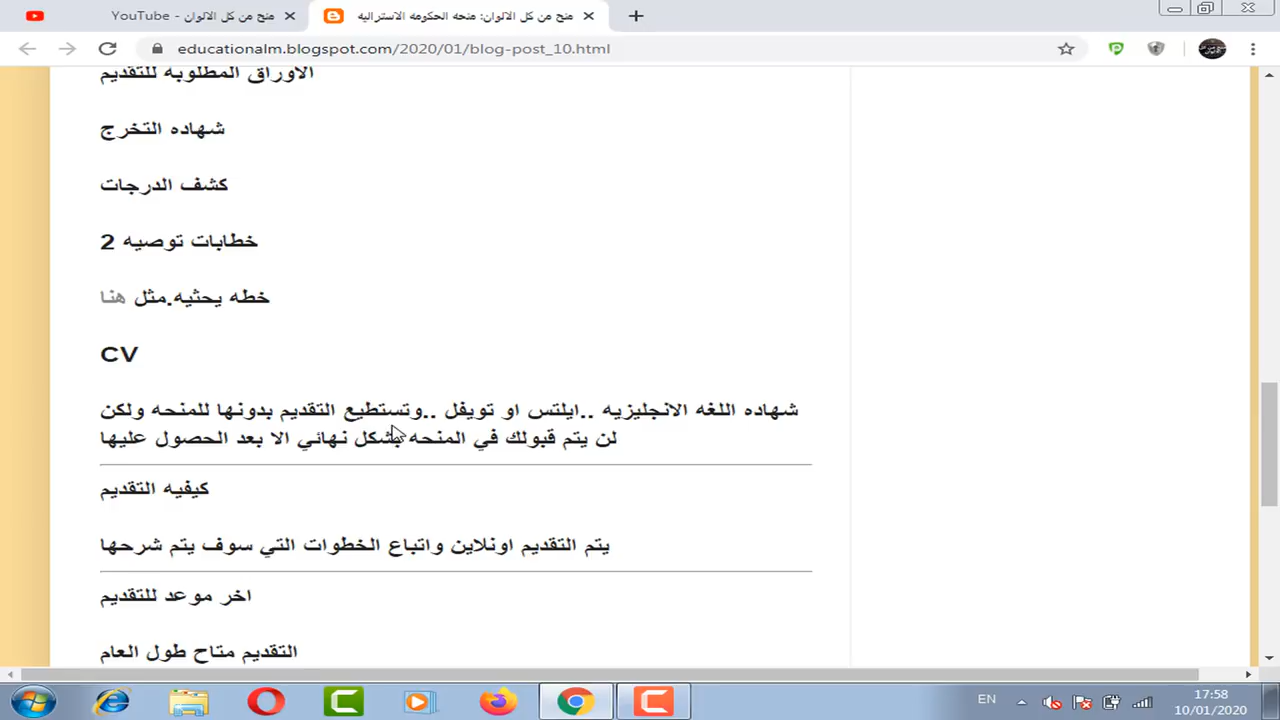 منح من كل الالوان - YouTube
منح من كل الالوان: منحه الحكومه الاستراليه
educationalm.blogspot.com/2020/01/blog-post_10.html
الاوراق المطلوبه للتقديم
شهاده التخرج
كشف الدرجات
خطابات توصيه 2
خطه يحثيه.مثل هنا
CV
شهاده اللغه الانجليزيه ..ايلتس او تويفل ..وتستطيع التقديم بدونها للمنحه ولكن
لن يتم قبولك في المنحه بشكل نهائي الا بعد الحصول عليها
كيفيه التقديم
يتم التقديم اونلاين واتباع الخطوات التي سوف يتم شرحها
اخر موعد للتقديم
التقديم متاح طول العام
EN
17:58
10/01/2020